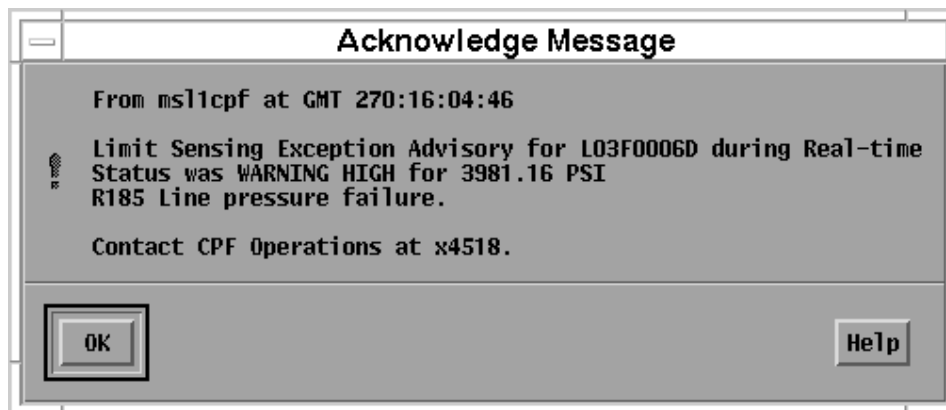 Acknowledge Message
From msl1cpf at GMT 270:16:04:46
Limit Sensing Exception Advisory for L03F0006D during Real-time
Status was WARNING HIGH for 3981.16 PSI
R185 Line pressure failure.
Contact CPF Operations at x4518.
OK
Help